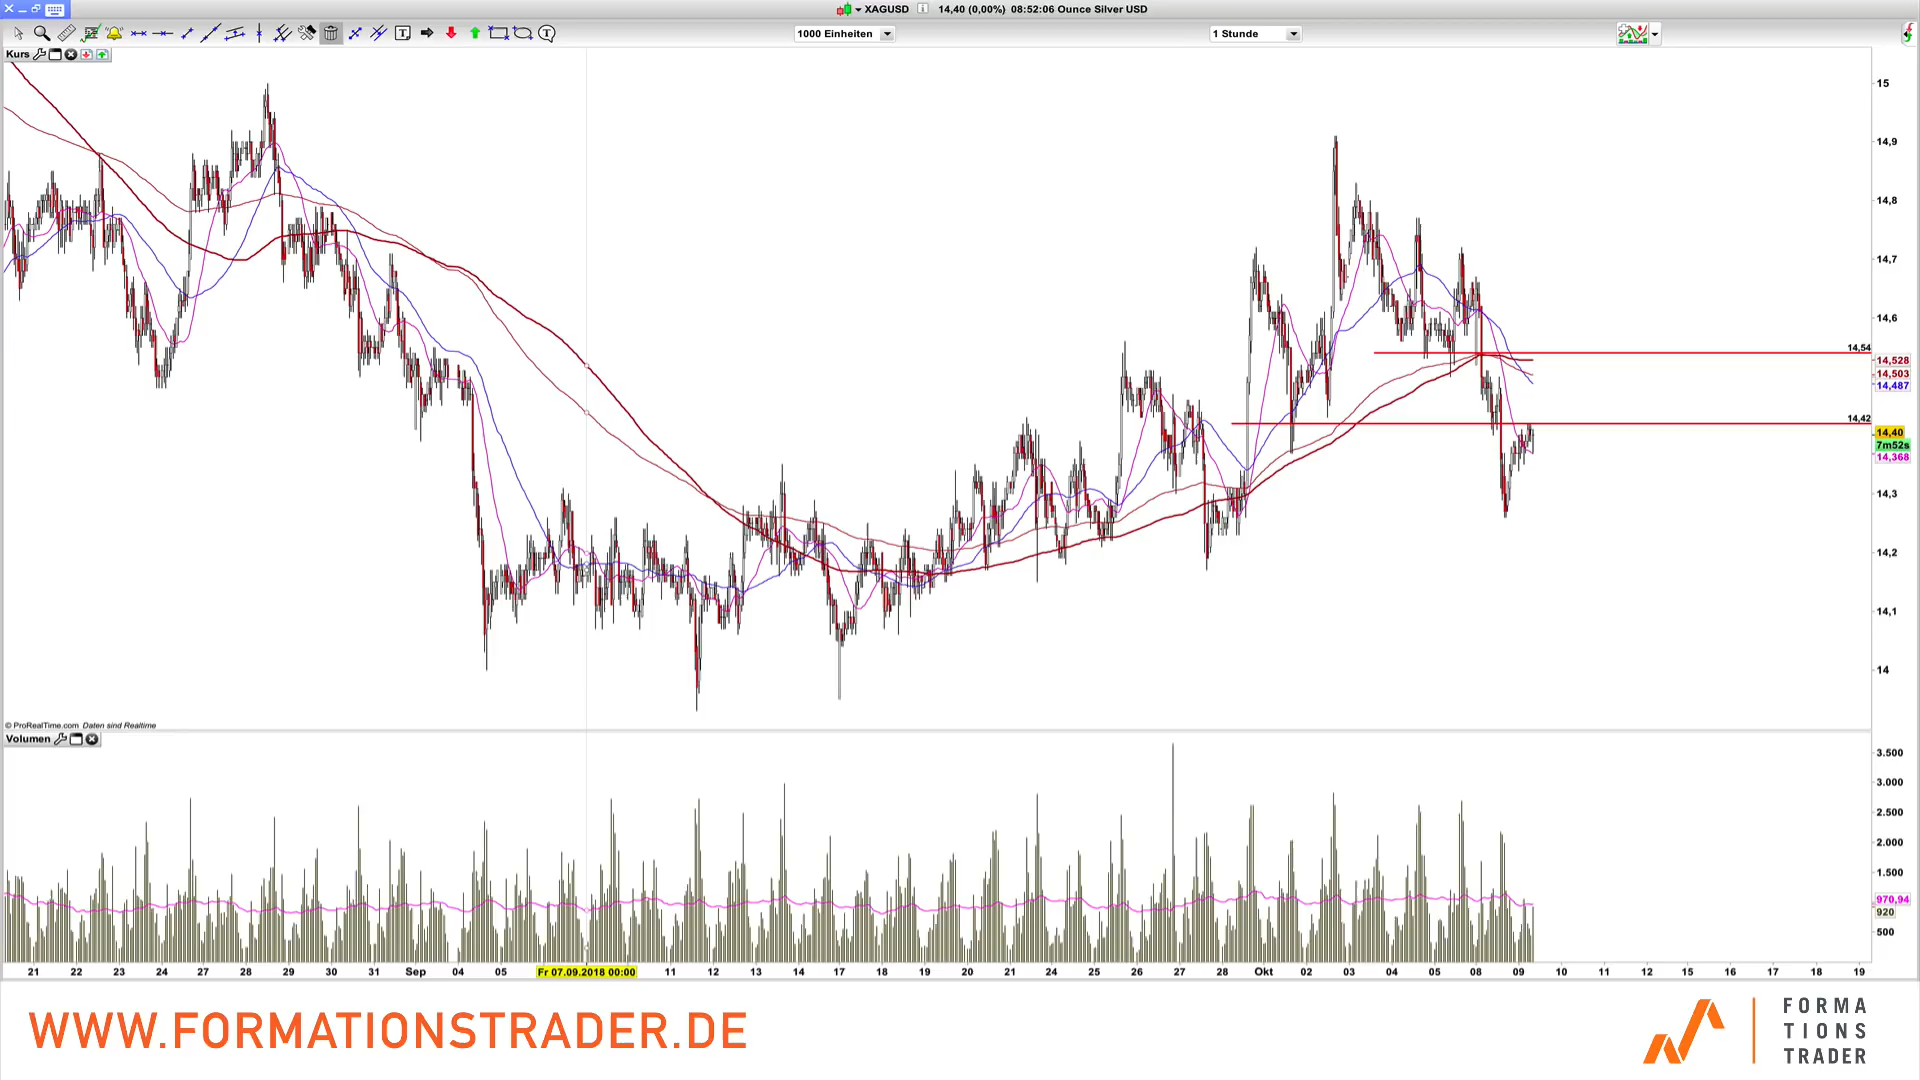 XAGUSD 14,40 (0,00%) 08:52:06 Ounce Silver USD
1000 Einheiten
1 Stunde
Kurs
15
14,9
14,8
14,7
14,6
14,54
14,528
14,503
14,487
14,42
14,40
7m52s
14,368
14,3
14,2
14,1
14
© ProRealTime.com Daten sind Realtime
Volumen
3.500
3.000
2.500
2.000
1.500
970,94
920
500
21 22 23 24 27 28 29 30 31 Sep 04 05 Fr 07.09.2018 00:00 11 12 13 14 17 18 19 20 21 24 25 26 27 28 Okt 02 03 04 05 08 09 10 11 12 15 16 17 18 19
WWW.FORMATIONSTRADER.DE
FORMA
TIONS
TRADER